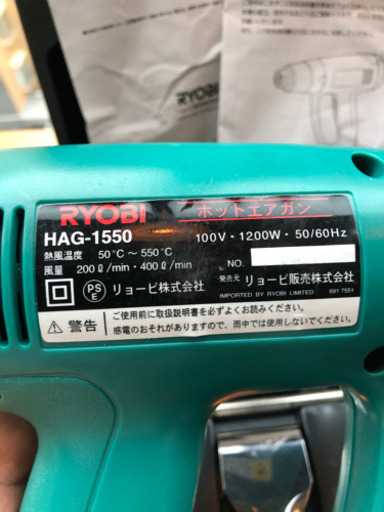 RYOBI
RYOBI ホットエアガン
HAG-1550 100V・1200W・50/60Hz
熱風温度 50℃～550℃ NO.
風量 200ℓ/min・400ℓ/min
PSE リョービ株式会社 発売元 リョービ販売株式会社
IMPORTED BY RYOBI LIMITED 6917551
警告 ご使用前に取扱説明書を必ずよくお読みください。
感電のおそれがありますので、雨中では使用しないでください。